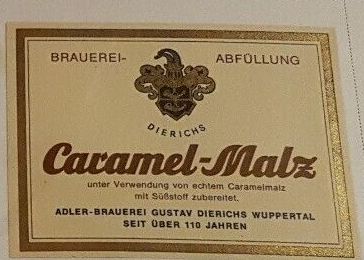 BRAUEREI- ABFÜLLUNG
DIERICHS
Caramel-Malz
unter Verwendung von echtem Caramelmalz
mit Süßstoff zubereitet.
ADLER-BRAUEREI GUSTAV DIERICHS WUPPERTAL
SEIT ÜBER 110 JAHREN